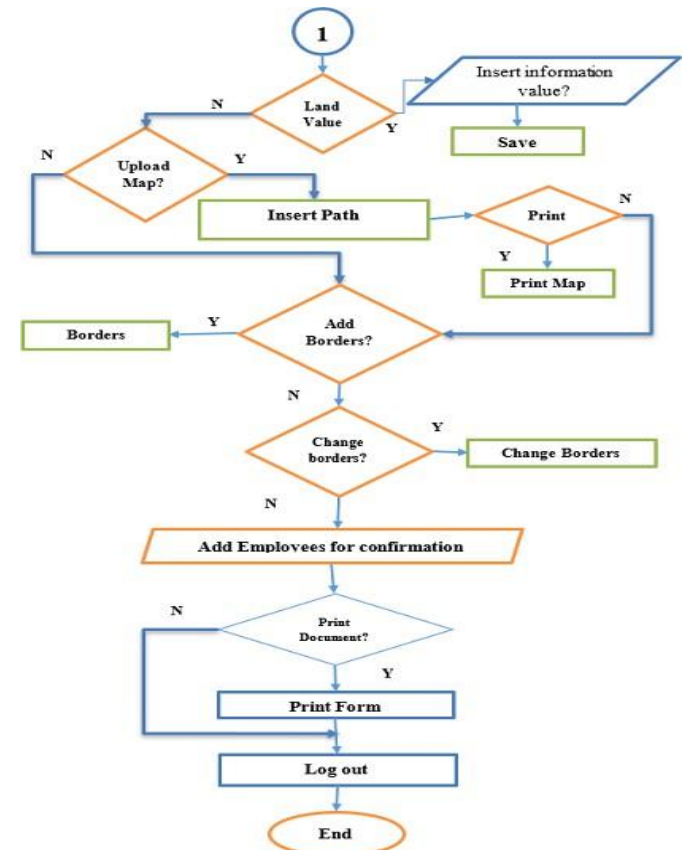 1
Insert information
value?
N
Land
Value
Y
Save
N
Upload
Map?
Y
Insert Path
Print
N
Y
Print Map
Borders
Y
Add
Borders?
N
Change
borders?
Y
Change Borders
N
Add Employees for confirmation
N
Print
Document?
Y
Print Form
Log out
End